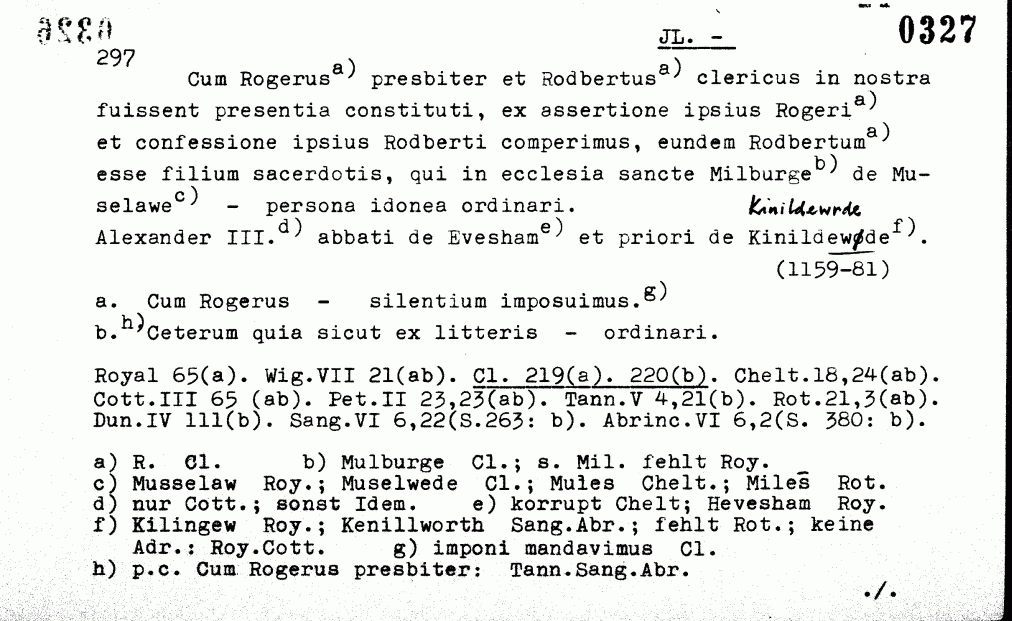 0326
JL. -
0327
297
Cum Rogerus a) presbiter et Rodbertus a) clericus in nostra
fuissent presentia constituti, ex assertione ipsius Rogeri a)
et confessione ipsius Rodberti comperimus, eundem Rodbertum a)
esse filium sacerdotis, qui in ecclesia sancte Milburge b) de Mu-
selawe c) - persona idonea ordinari.
Kinildewrde
Alexander III. d) abbati de Evesham e) et priori de Kinildewøde f).
(1159-81)
a. Cum Rogerus - silentium imposuimus. g)
b. h) Ceterum quia sicut ex litteris - ordinari.
Royal 65(a). Wig.VII 21(ab). Cl. 219(a). 220(b). Chelt.18,24(ab).
Cott.III 65 (ab). Pet.II 23,23(ab). Tann.V 4,21(b). Rot.21,3(ab).
Dun.IV 111(b). Sang.VI 6,22(S.263: b). Abrinc.VI 6,2(S. 380: b).
a) R. Cl. b) Mulburge Cl.; s. Mil. fehlt Roy.
c) Musselaw Roy.; Muselwede Cl.; Mules Chelt.; Miles̄ Rot.
d) nur Cott.; sonst Idem. e) korrupt Chelt; Hevesham Roy.
f) Kilingew Roy.; Kenillworth Sang.Abr.; fehlt Rot.; keine
Adr.: Roy.Cott. g) imponi mandavimus Cl.
h) p.c. Cum Rogerus presbiter: Tann.Sang.Abr.
./.